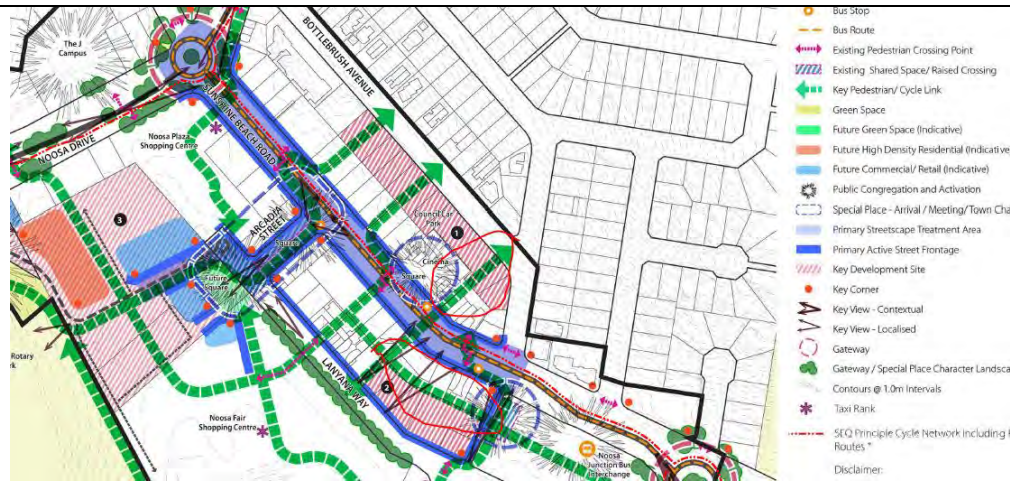 The J
Campus
BOTTLEBRUSH AVENUE
SUNSHINE BEACH ROAD
Noosa Plaza
Shopping Centre
NOOSA DRIVE
3
ARCADIA
STREET
Square
Future
Square
Council Car
Park
1
Cinema
Square
Rotary
LANYANA WAY
2
Noosa Fair
Shopping Centre
Noosa
Junction Bus
Interchange
Bus Stop
Bus Route
Existing Pedestrian Crossing Point
Existing Shared Space/ Raised Crossing
Key Pedestrian/ Cycle Link
Green Space
Future Green Space (Indicative)
Future High Density Residential (Indicative
Future Commercial/ Retail (Indicative)
Public Congregation and Activation
Special Place - Arrival / Meeting/ Town Cha
Primary Streetscape Treatment Area
Primary Active Street Frontage
Key Development Site
Key Corner
Key View - Contextual
Key View - Localised
Gateway
Gateway / Special Place Character Landsca
Contours @ 1.0m Intervals
Taxi Rank
SEQ Principle Cycle Network including
Routes *
Disclaimer: